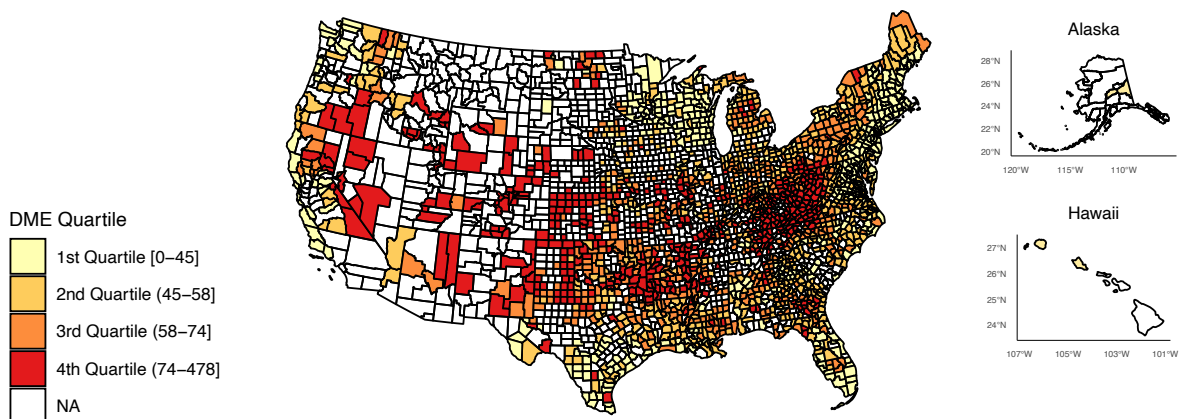 Alaska
28°N
26°N
24°N
22°N
20°N
120°W 115°W 110°W
Hawaii
27°N
26°N
25°N
24°N
107°W 105°W 103°W 101°W
DME Quartile
1st Quartile [0−45]
2nd Quartile (45−58]
3rd Quartile (58−74]
4th Quartile (74−478]
NA